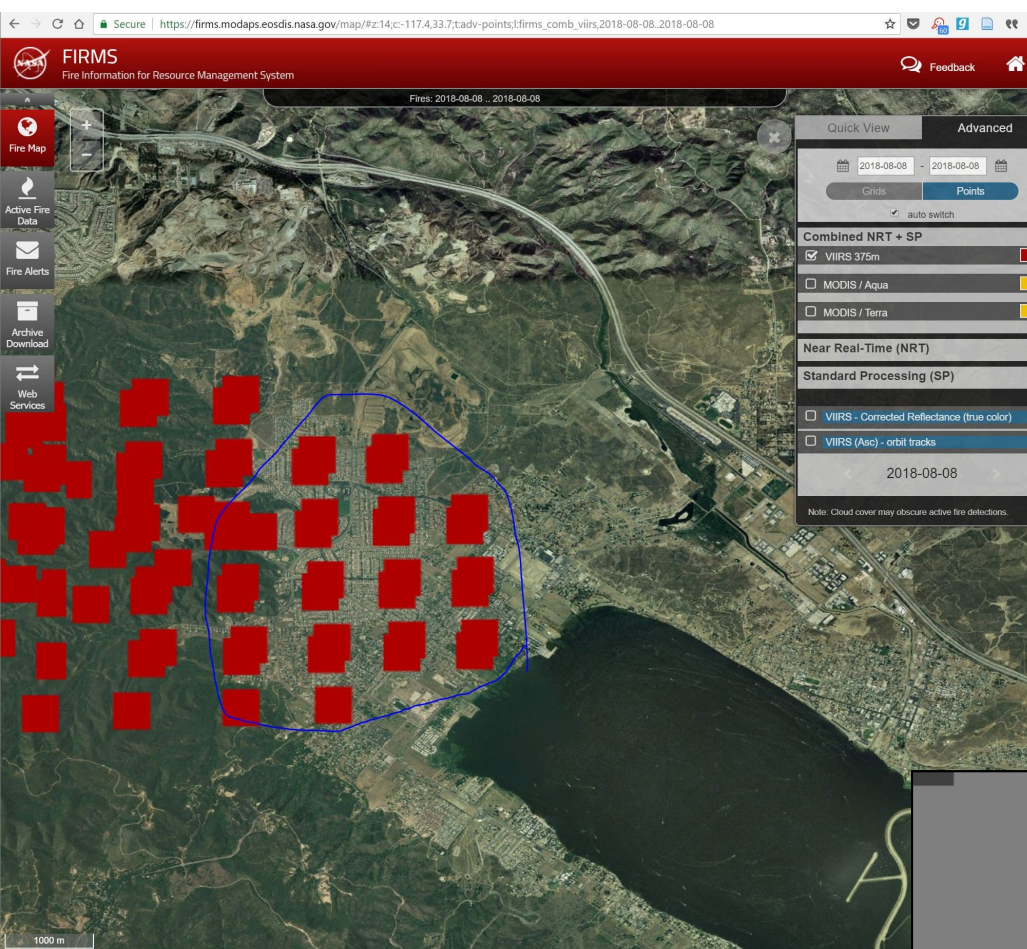 Secure | https://firms.modaps.eosdis.nasa.gov/map/#z:14;c:-117.4,33.7;t:adv-points;l:firms_comb_viirs,2018-08-08..2018-08-08
60
g
NASA
FIRMS
Fire Information for Resource Management System
Feedback
Fires: 2018-08-08 .. 2018-08-08
+
−
Fire Map
Active Fire
Data
Fire Alerts
Archive
Download
Web
Services
Quick View
Advanced
2018-08-08 - 2018-08-08
Grids
Points
auto switch
Combined NRT + SP
VIIRS 375m
MODIS / Aqua
MODIS / Terra
Near Real-Time (NRT)
Standard Processing (SP)
VIIRS - Corrected Reflectance (true color)
VIIRS (Asc) - orbit tracks
2018-08-08
Note: Cloud cover may obscure active fire detections.
1000 m